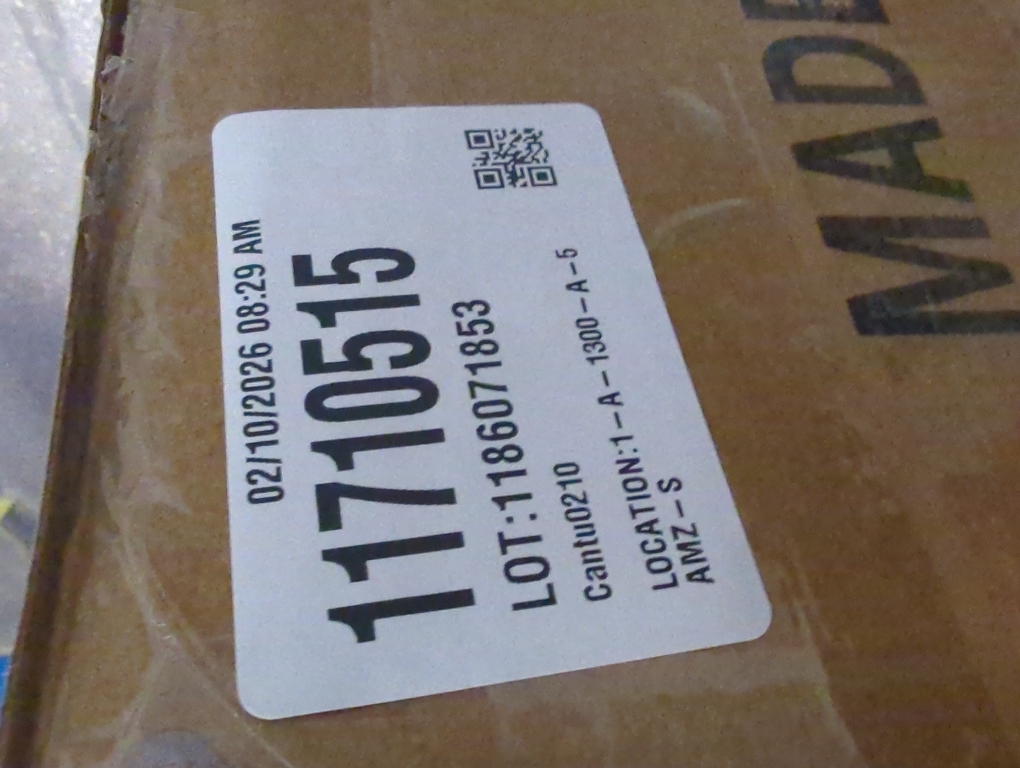 02/10/2026 08:29 AM
11710515
LOT:1186071853
Cantu0210
LOCATION:1-A-1300-A-5
AMZ-S
MADE